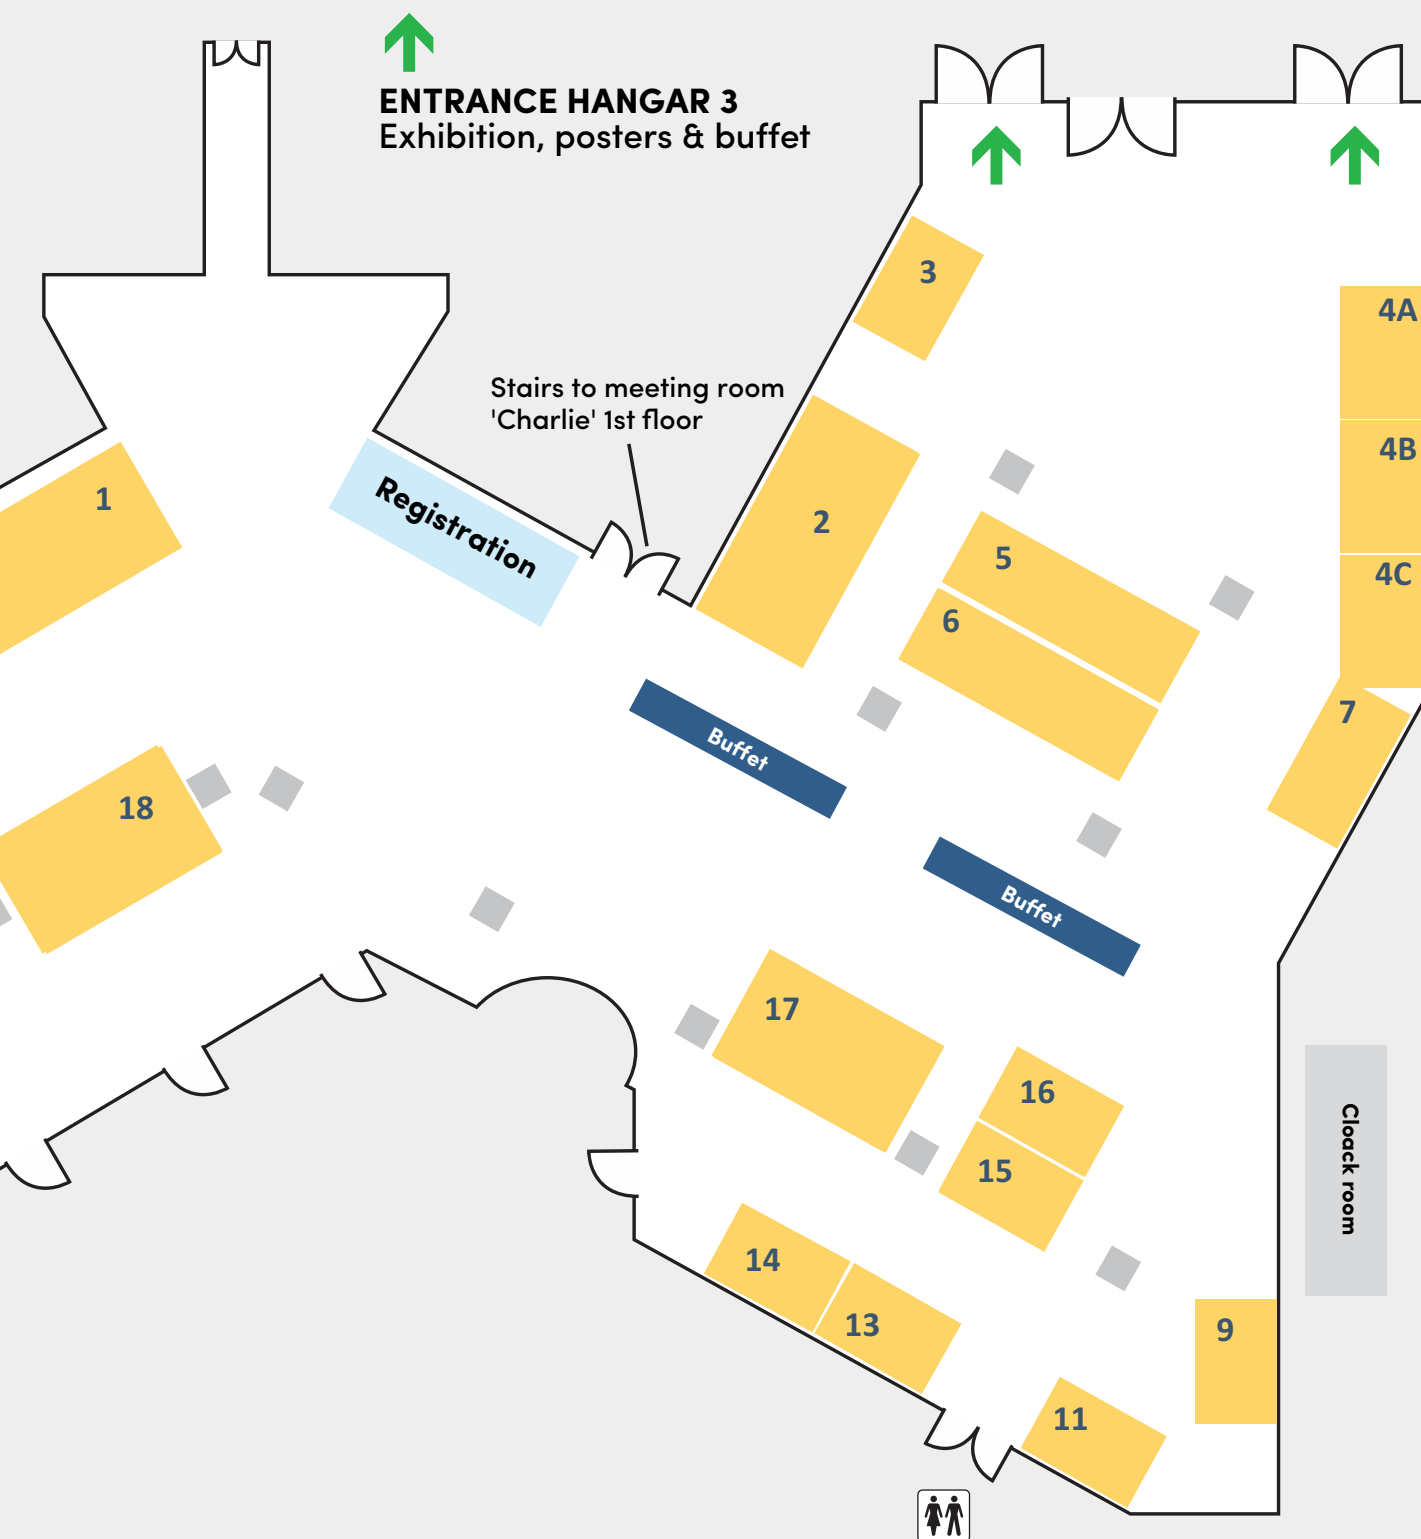 ENTRANCE HANGAR 3
Exhibition, posters & buffet
3
4A
Stairs to meeting room
'Charlie' 1st floor
4B
1
Registration
2
5
4C
6
7
Buffet
18
Buffet
17
16
Cloack room
15
14
13
9
11